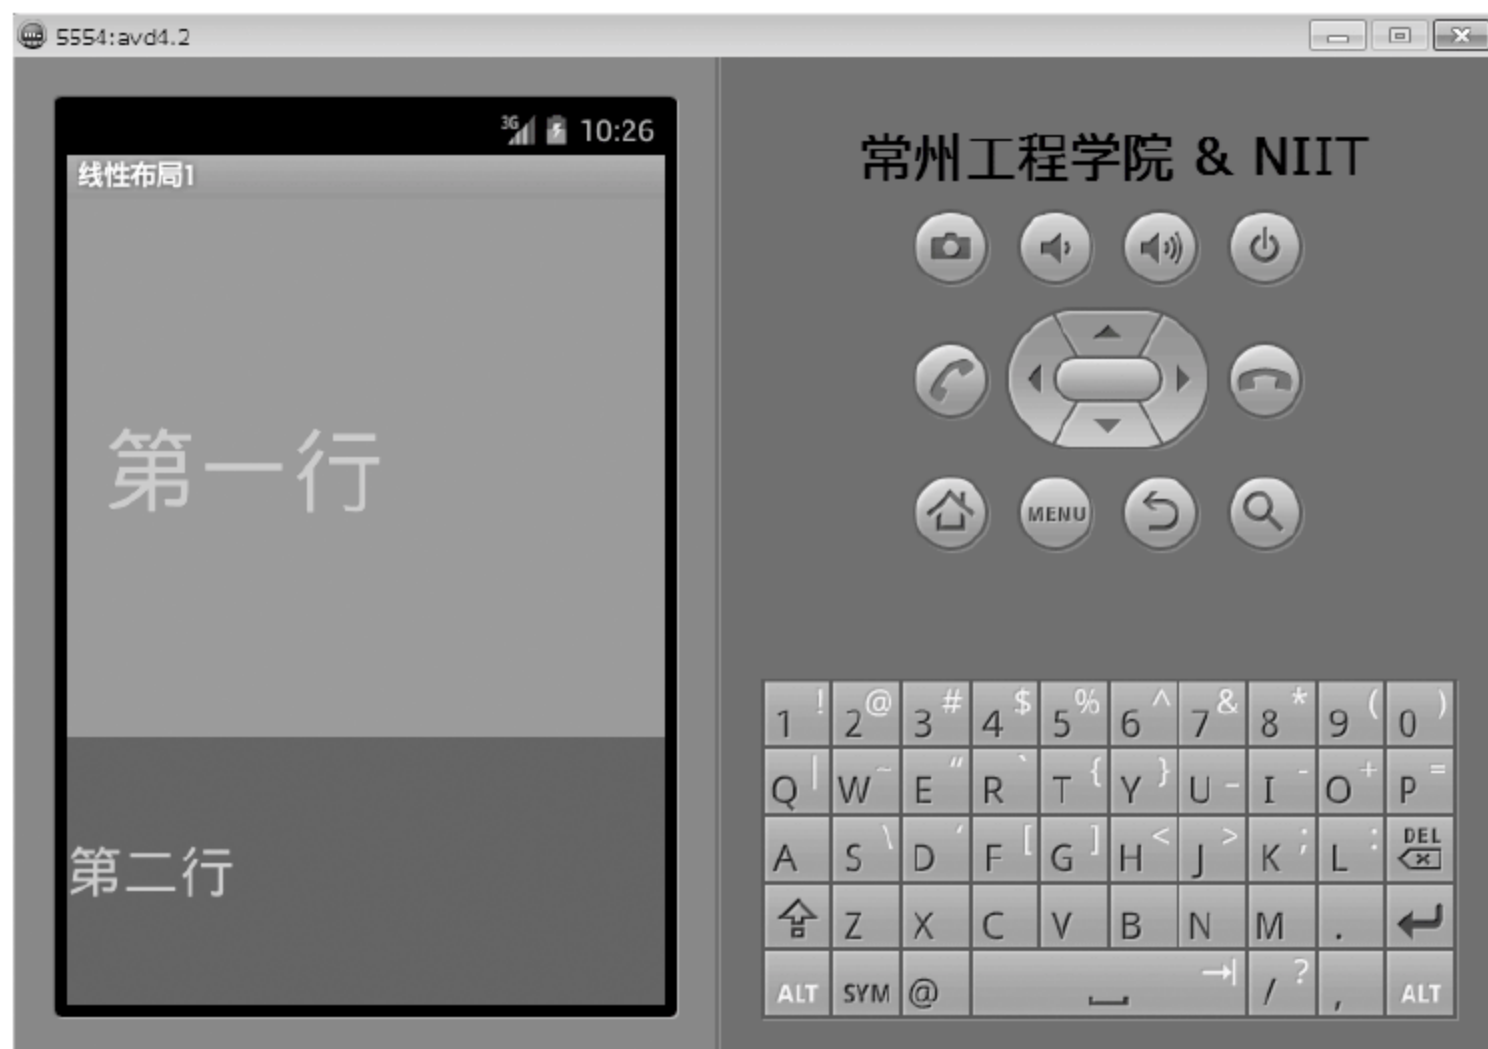 5554:avd4.2
3G 10:26
线性布局1
第一行
第二行
常州工程学院 & NIIT
MENU
1 ! 2 @ 3 # 4 $ 5 % 6 ^ 7 & 8 * 9 ( 0 )
Q | W ~ E " R ` T { Y } U _ I - O + P =
A S \ D ' F [ G ] H < J > K ; L : DEL
Z X C V B N M .
ALT SYM @ / ? , ALT